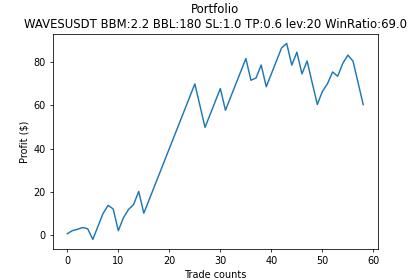 Portfolio
WAVESUSDT BBM:2.2 BBL:180 SL:1.0 TP:0.6 lev:20 WinRatio:69.0
80
60
40
20
0
Profit ($)
0 10 20 30 40 50 60
Trade counts